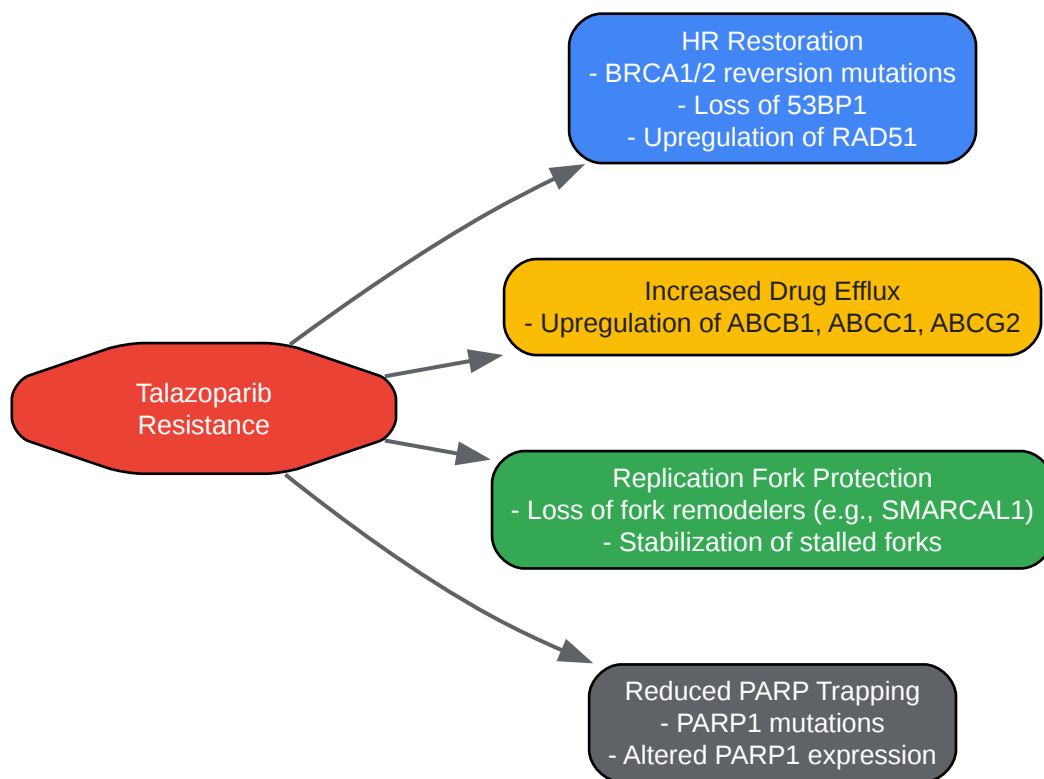 HR Restoration
- BRCA1/2 reversion mutations
- Loss of 53BP1
- Upregulation of RAD51
Increased Drug Efflux
- Upregulation of ABCB1, ABCC1, ABCG2
Talazoparib
Resistance
Replication Fork Protection
- Loss of fork remodelers (e.g., SMARCAL1)
- Stabilization of stalled forks
Reduced PARP Trapping
- PARP1 mutations
- Altered PARP1 expression